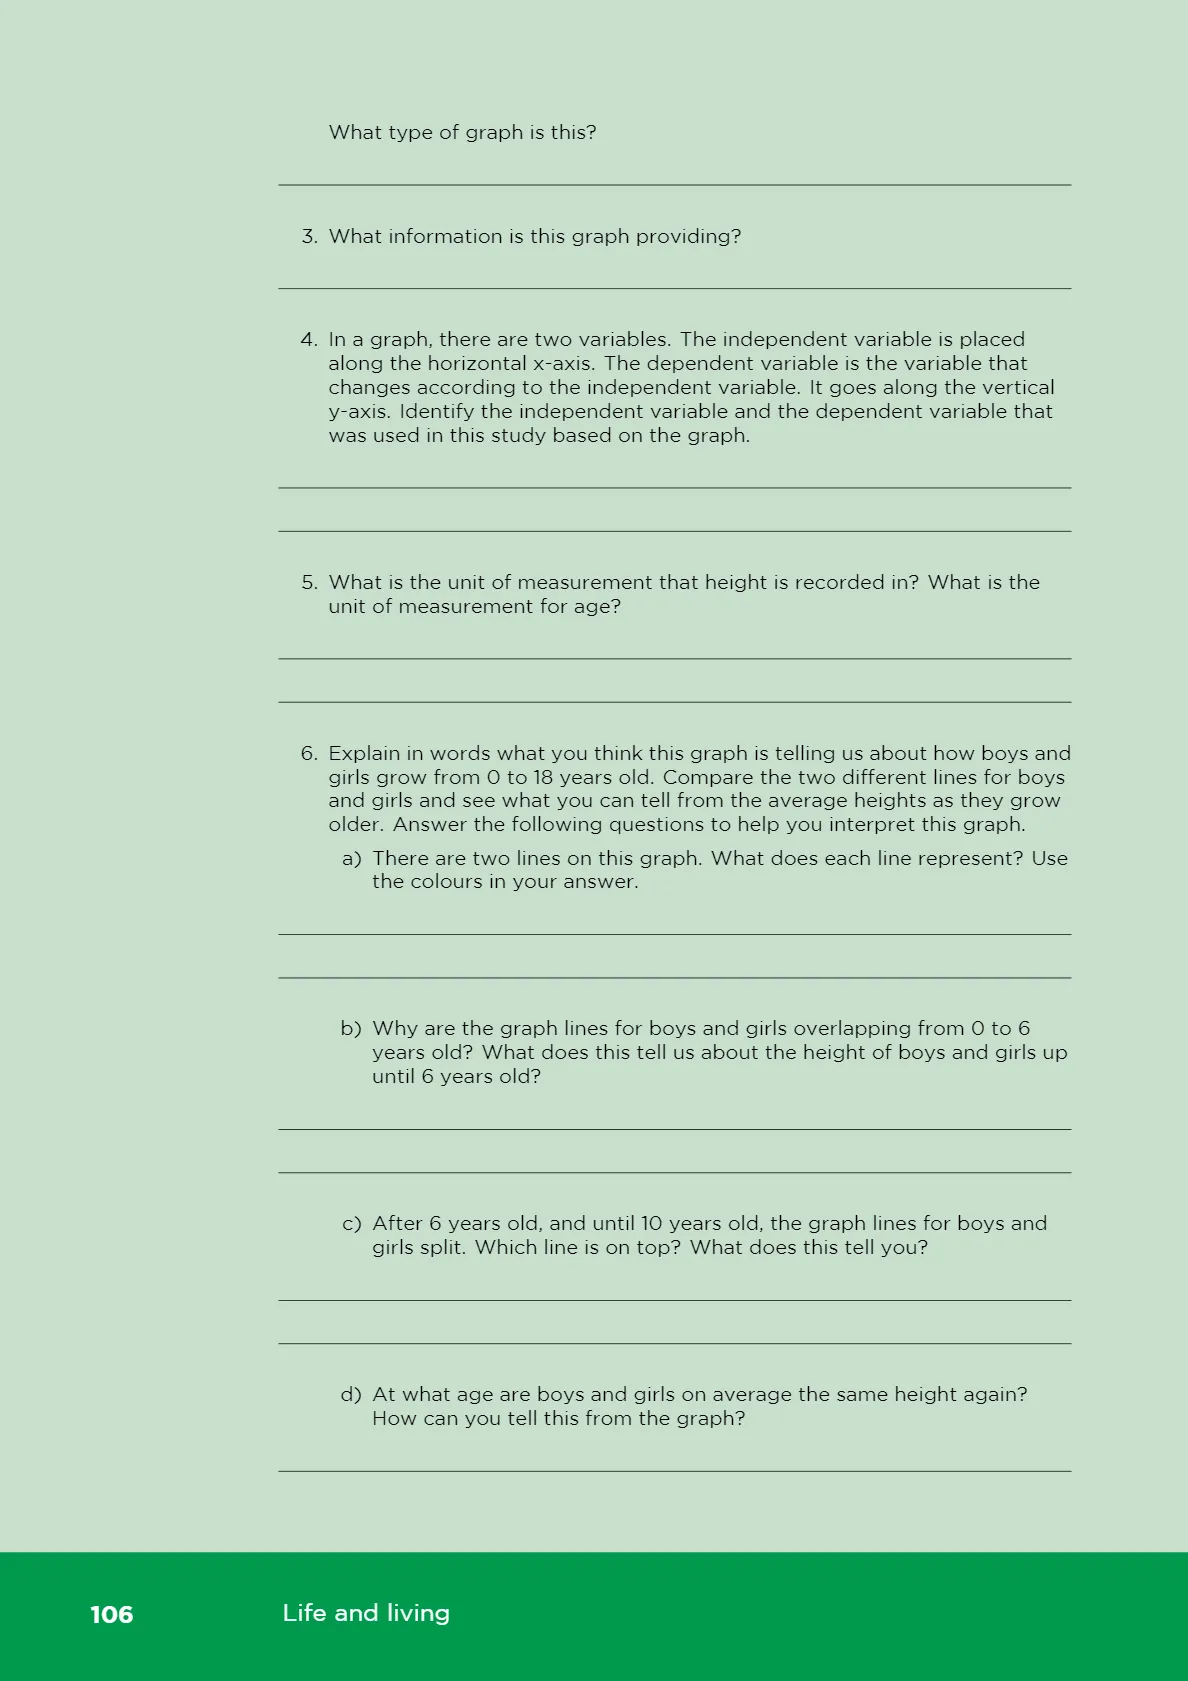 What type of graph is this?
3. What information is this graph providing?
4. In a graph, there are two variables. The independent variable is placed
along the horizontal x-axis. The dependent variable is the variable that
changes according to the independent variable. It goes along the vertical
y-axis. Identify the independent variable and the dependent variable that
was used in this study based on the graph.
5. What is the unit of measurement that height is recorded in? What is the
unit of measurement for age?
6. Explain in words what you think this graph is telling us about how boys and
girls grow from 0 to 18 years old. Compare the two different lines for boys
and girls and see what you can tell from the average heights as they grow
older. Answer the following questions to help you interpret this graph.
a) There are two lines on this graph. What does each line represent? Use
the colours in your answer.
b) Why are the graph lines for boys and girls overlapping from 0 to 6
years old? What does this tell us about the height of boys and girls up
until 6 years old?
c) After 6 years old, and until 10 years old, the graph lines for boys and
girls split. Which line is on top? What does this tell you?
d) At what age are boys and girls on average the same height again?
How can you tell this from the graph?
106 Life and living